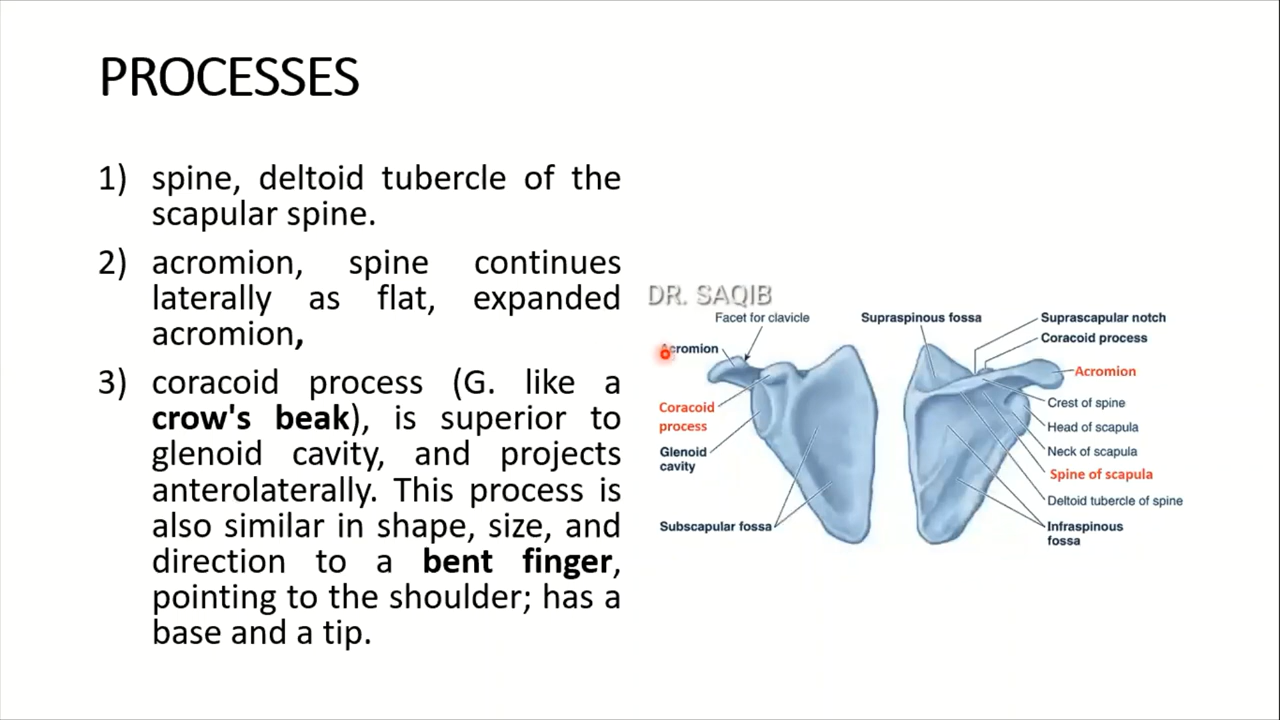 PROCESSES
1) spine, deltoid tubercle of the
scapular spine.
2) acromion, spine continues
laterally as flat, expanded
acromion,
3) coracoid process (G. like a
crow's beak), is superior to
glenoid cavity, and projects
anterolaterally. This process is
also similar in shape, size, and
direction to a bent finger,
pointing to the shoulder; has a
base and a tip.
DR. SAQIB
Facet for clavicle
Acromion
Coracoid
process
Glenoid
cavity
Subscapular fossa
Supraspinous fossa
Suprascapular notch
Coracoid process
Acromion
Crest of spine
Head of scapula
Neck of scapula
Spine of scapula
Deltoid tubercle of spine
Infraspinous
fossa